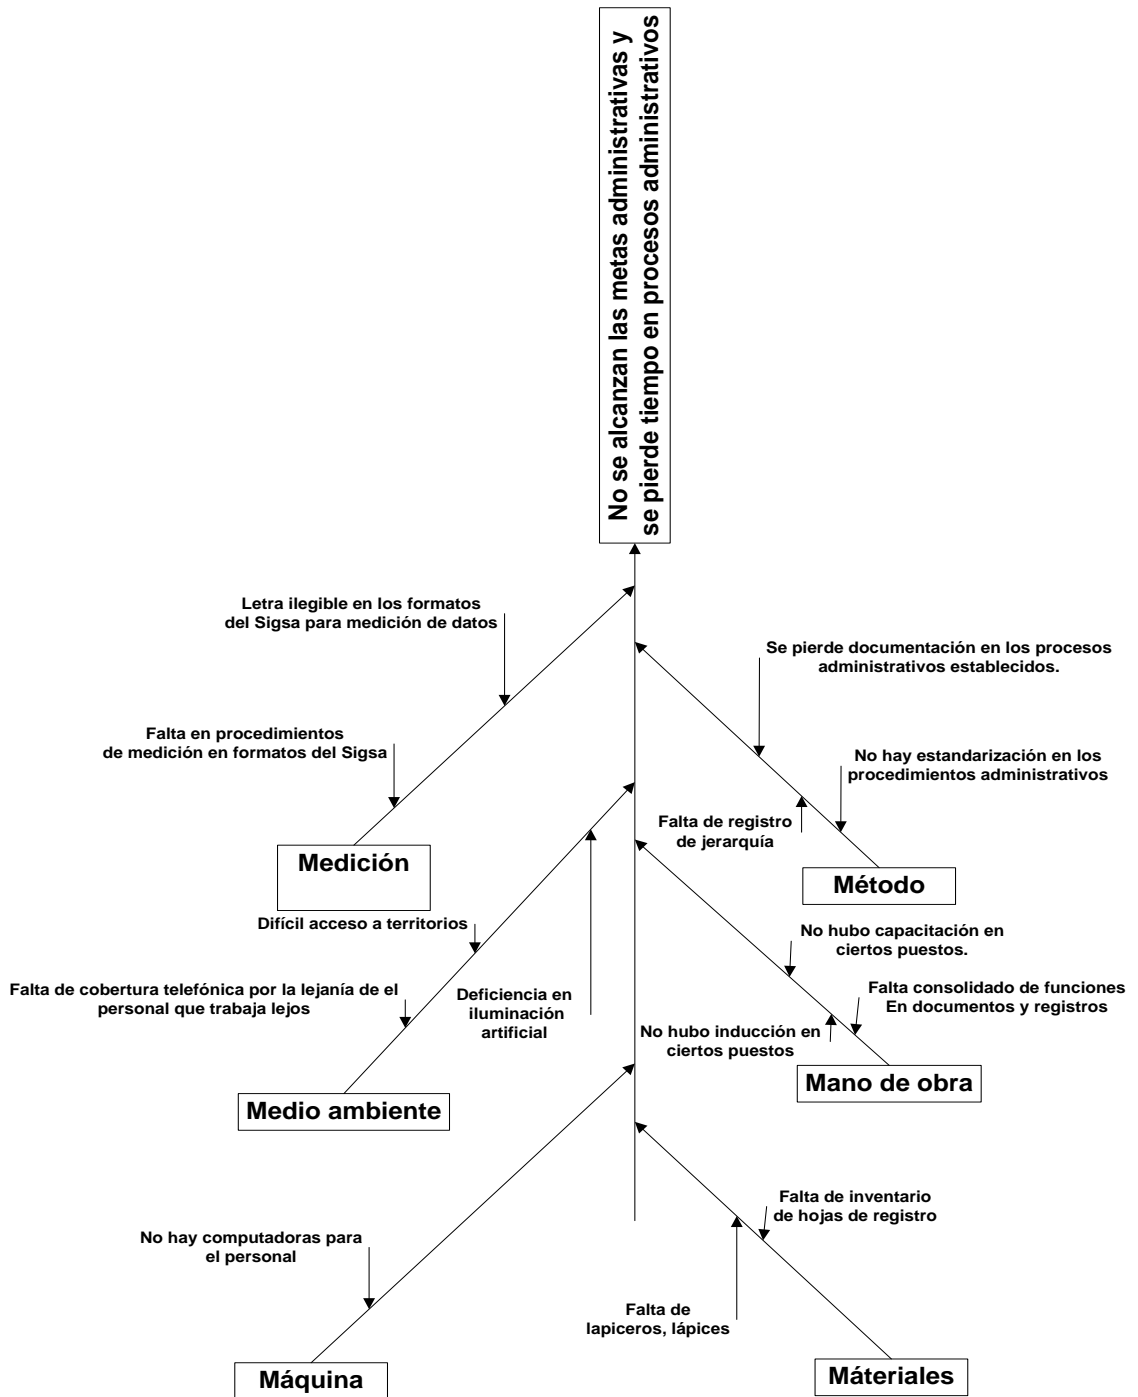 No se alcanzan las metas administrativas y
se pierde tiempo en procesos administrativos
Letra ilegible en los formatos
del Sigsa para medición de datos
Se pierde documentación en los procesos
administrativos establecidos.
Falta en procedimientos
de medición en formatos del Sigsa
No hay estandarización en los
procedimientos administrativos
Falta de registro
de jerarquía
Medición
Método
Difícil acceso a territorios
No hubo capacitación en
ciertos puestos.
Falta de cobertura telefónica por la lejanía de el
personal que trabaja lejos
Deficiencia en
iluminación
artificial
Falta consolidado de funciones
En documentos y registros
No hubo inducción en
ciertos puestos
Medio ambiente
Mano de obra
Falta de inventario
de hojas de registro
No hay computadoras para
el personal
Falta de
lapiceros, lápices
Máquina
Máteriales